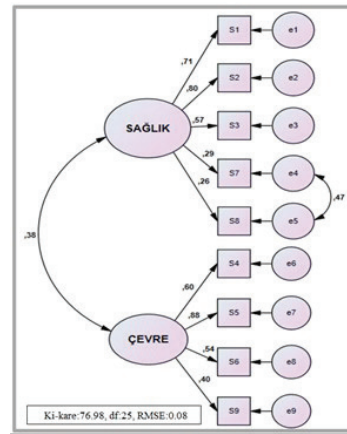 S1 e1
,71
S2 e2
,80
S3 e3
,57
SAĞLIK
,29
S7 e4
,26
,47
S8 e5
,38
S4 e6
,60
S5 e7
,88
ÇEVRE
,54
S6 e8
,40
S9 e9
Ki-kare:76.98, df:25, RMSE:0.08